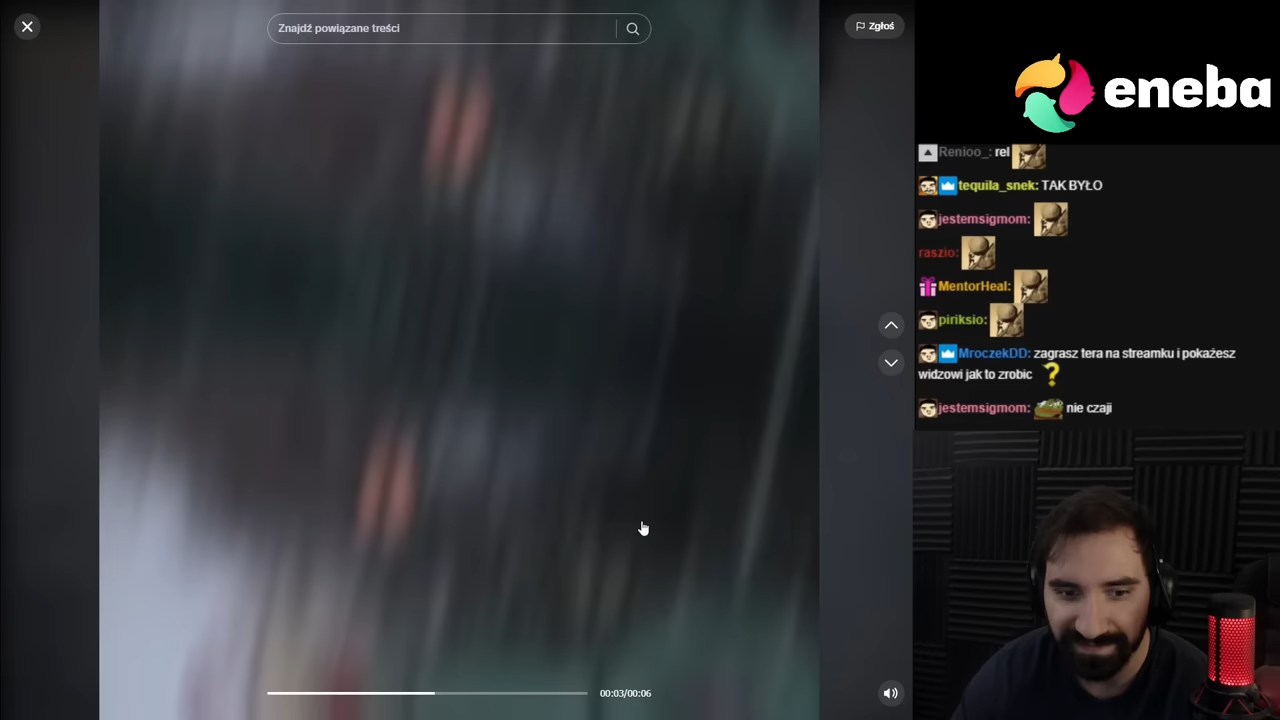 Znajdź powiązane treści
Zgłoś
eneba
Renioo_: rel
tequila_snek: TAK BYŁO
jestemsigmom:
raszio:
MentorHeal:
piriksio:
MroczekDD: zagrasz tera na streamku i pokażesz
widzowi jak to zrobic
jestemsigmom: nie czaji
00:03/00:06